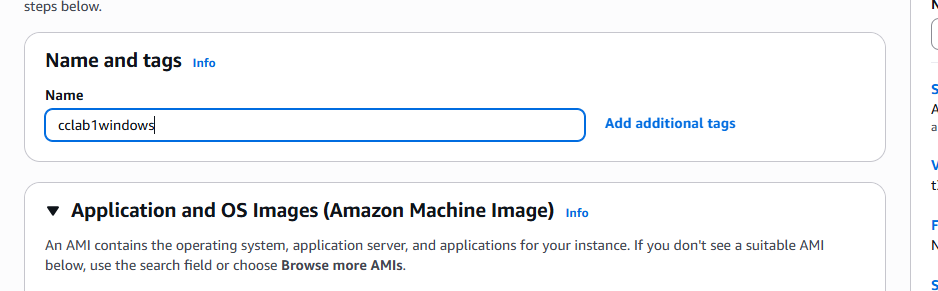 steps below.
Name and tags Info
Name
cclab1windows
Add additional tags
Application and OS Images (Amazon Machine Image) Info
An AMI contains the operating system, application server, and applications for your instance. If you don't see a suitable AMI
below, use the search field or choose Browse more AMIs.